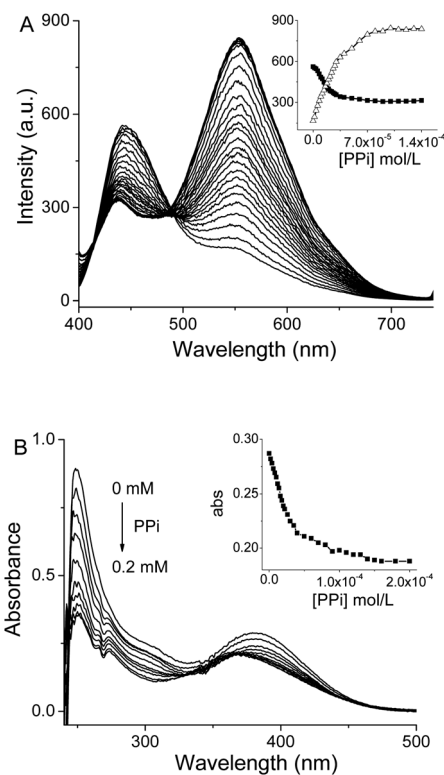 A
900
600
300
0
Intensity (a.u.)
400 500 600 700
Wavelength (nm)
900
600
300
0.0 7.0x10⁻⁵ 1.4x10⁻⁴
[PPi] mol/L
B
1.0
0.5
0.0
Absorbance
0 mM
PPi
0.2 mM
300 400 500
Wavelength (nm)
0.30
0.25
0.20
abs
0.0 1.0x10⁻⁴ 2.0x10⁻⁴
[PPi] mol/L